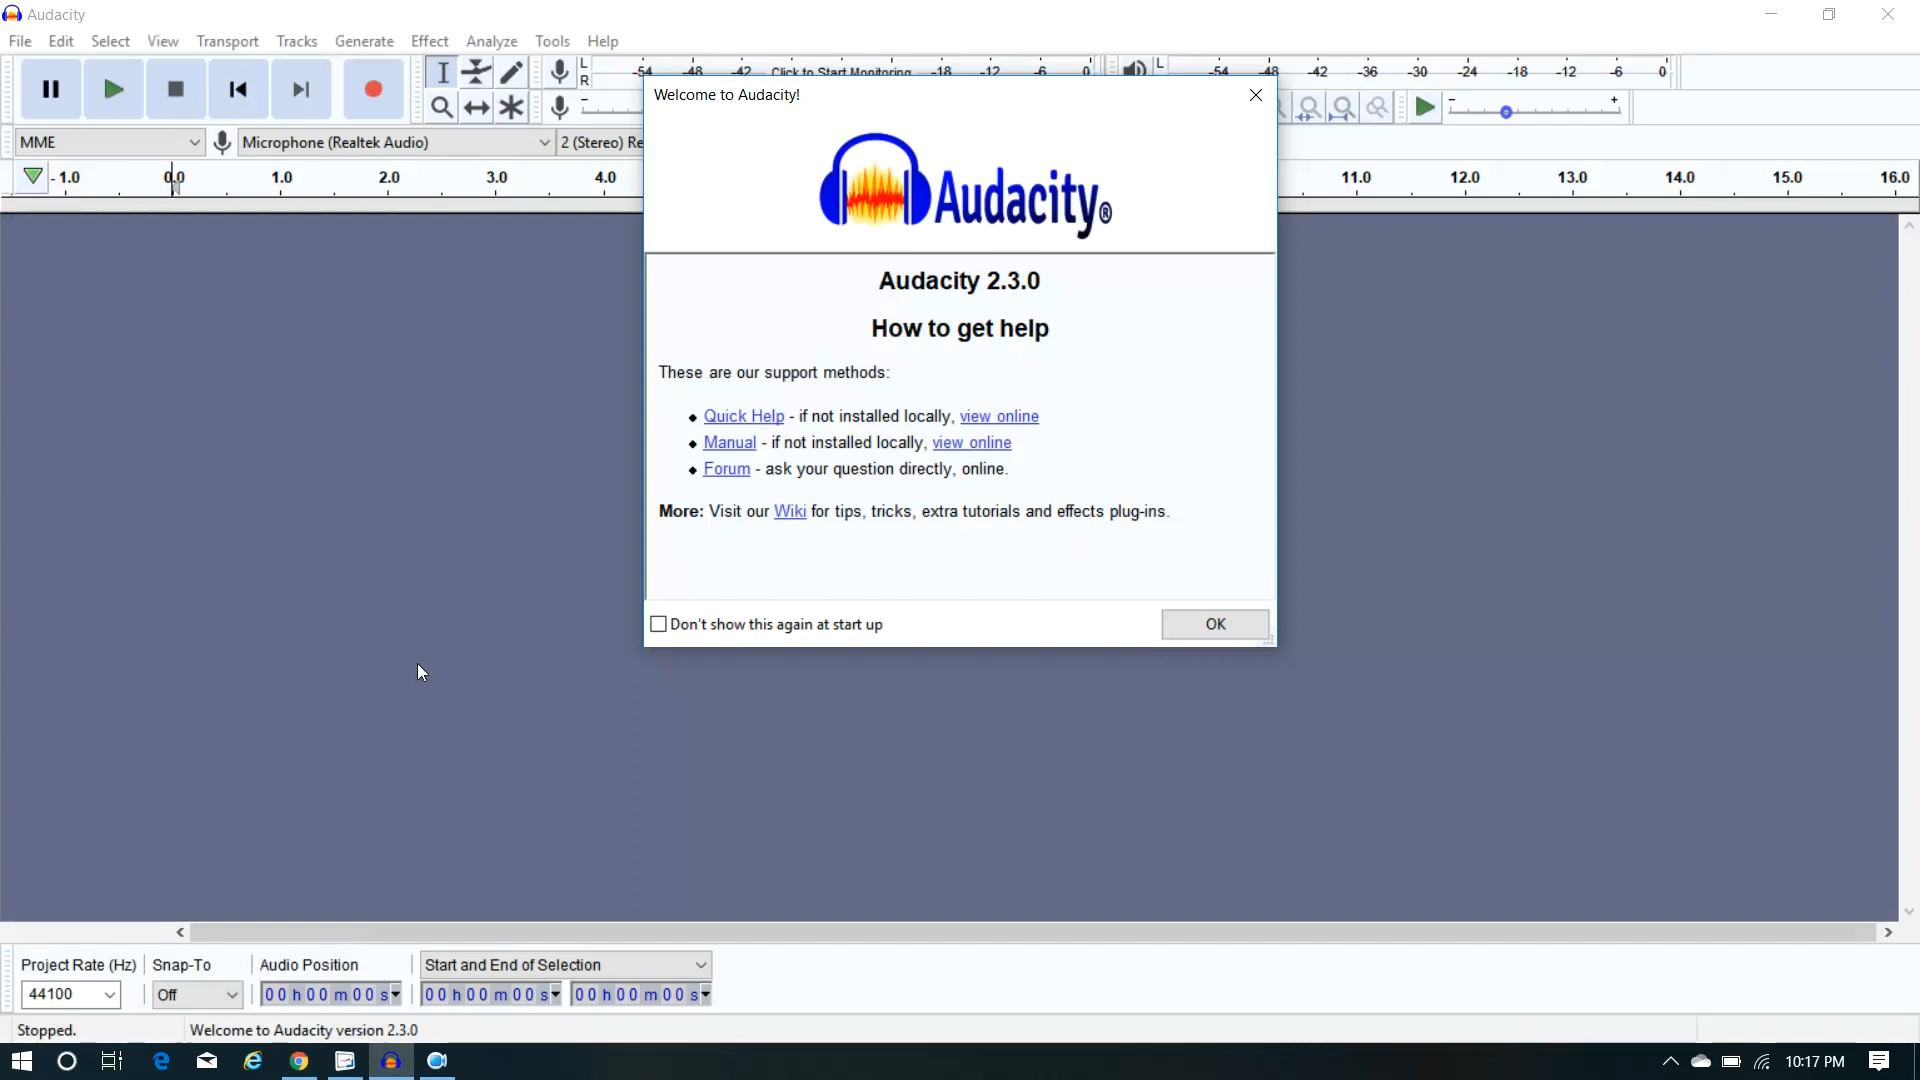 Audacity
File Edit Select View Transport Tracks Generate Effect Analyze Tools Help
L
R
-54 -48 -42 Click to Start Monitoring -18 -12 -6 0
L
-54 -48 -42 -36 -30 -24 -18 -12 -6 0
- +
MME
Microphone (Realtek Audio)
2 (Stereo) Re
- 1.0 0.0 1.0 2.0 3.0 4.0 11.0 12.0 13.0 14.0 15.0 16.0
Welcome to Audacity!
Audacity®
Audacity 2.3.0
How to get help
These are our support methods:
Quick Help - if not installed locally, view online
Manual - if not installed locally, view online
Forum - ask your question directly, online.
More: Visit our Wiki for tips, tricks, extra tutorials and effects plug-ins.
Don't show this again at start up
OK
Project Rate (Hz) Snap-To Audio Position Start and End of Selection
44100 Off 00 h 00 m 00 s 00 h 00 m 00 s 00 h 00 m 00 s
Stopped. Welcome to Audacity version 2.3.0
10:17 PM